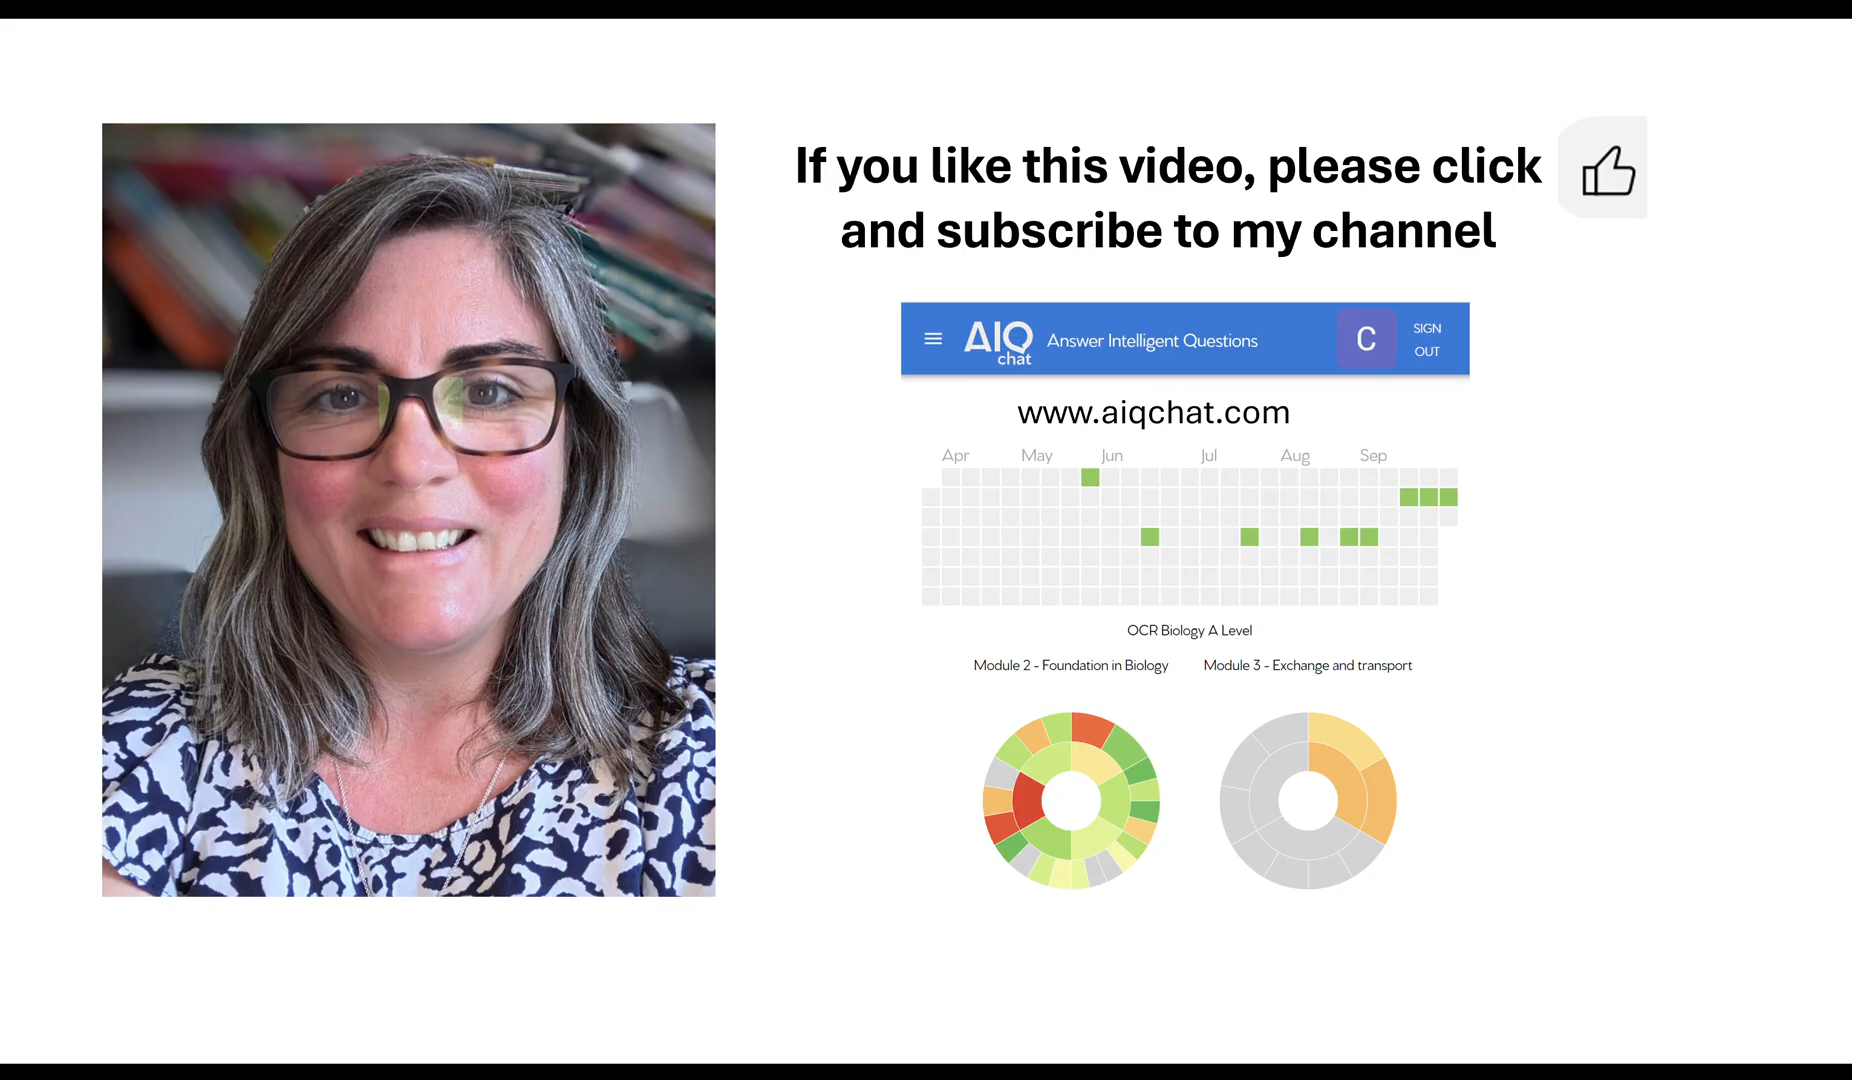 If you like this video, please click
and subscribe to my channel
AIQ chat Answer Intelligent Questions C SIGN OUT
www.aiqchat.com
Apr May Jun Jul Aug Sep
OCR Biology A Level
Module 2 - Foundation in Biology Module 3 - Exchange and transport